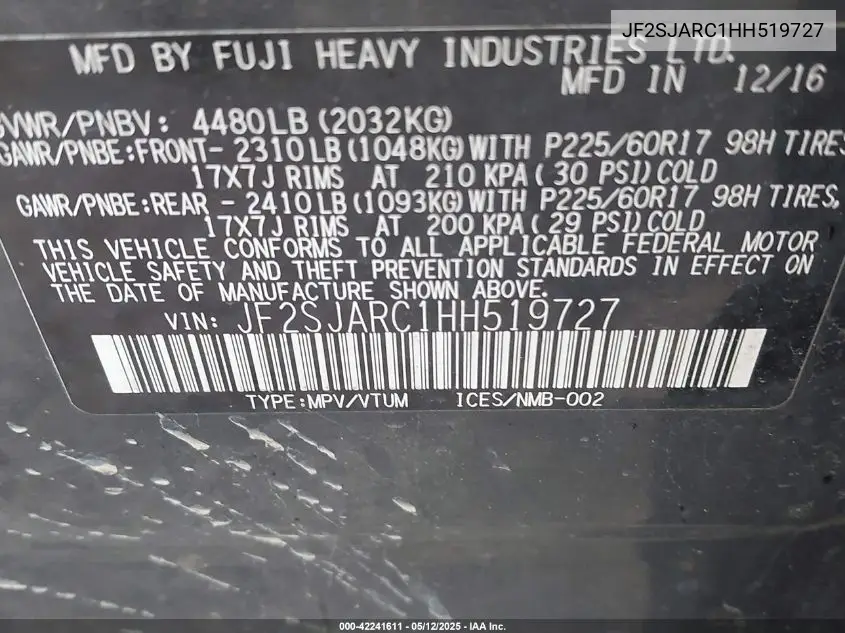 JF2SJARC1HH519727
MFD BY FUJI HEAVY INDUSTRIES LTD.
MFD IN 12/16
GVWR/PNBV: 4480LB (2032KG)
GAWR/PNBE:FRONT- 2310LB (1048KG) WITH P225/60R17 98H TIRES
17X7J RIMS AT 210 KPA ( 30 PSI) COLD
GAWR/PNBE:REAR - 2410LB (1093KG) WITH P225/60R17 98H TIRES,
17X7J RIMS AT 200 KPA ( 29 PSI) COLD
THIS VEHICLE CONFORMS TO ALL APPLICABLE FEDERAL MOTOR
VEHICLE SAFETY AND THEFT PREVENTION STANDARDS IN EFFECT ON
THE DATE OF MANUFACTURE SHOWN ABOVE.
VIN: JF2SJARC1HH519727
TYPE:MPV/VTUM ICES/NMB-002
000-42241611 - 05/12/2025 - IAA Inc.